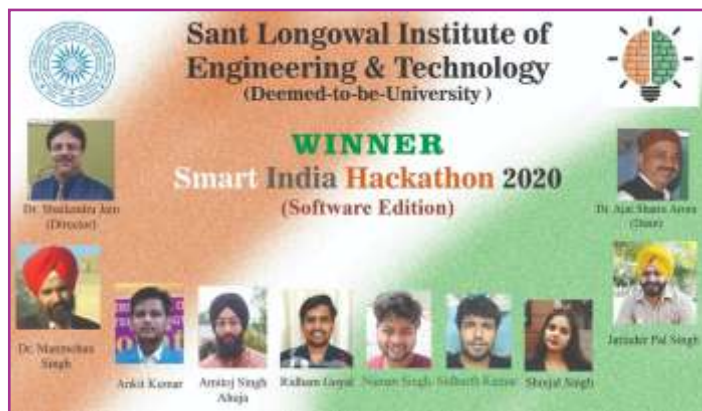 Sant Longowal Institute of
Engineering & Technology
(Deemed-to-be-University )
WINNER
Smart India Hackathon 2020
(Software Edition)
Dr. Shailendra Jain
(Director)
Dr. Ajat Shatru Arora
(Dean)
Dr. Manmohan
Singh
Ankit Kumar
Amitoj Singh
Ahuja
Ridham Goyal
Naman Singh
Sidharth Kumar
Shejal Singh
Jatinder Pal Singh